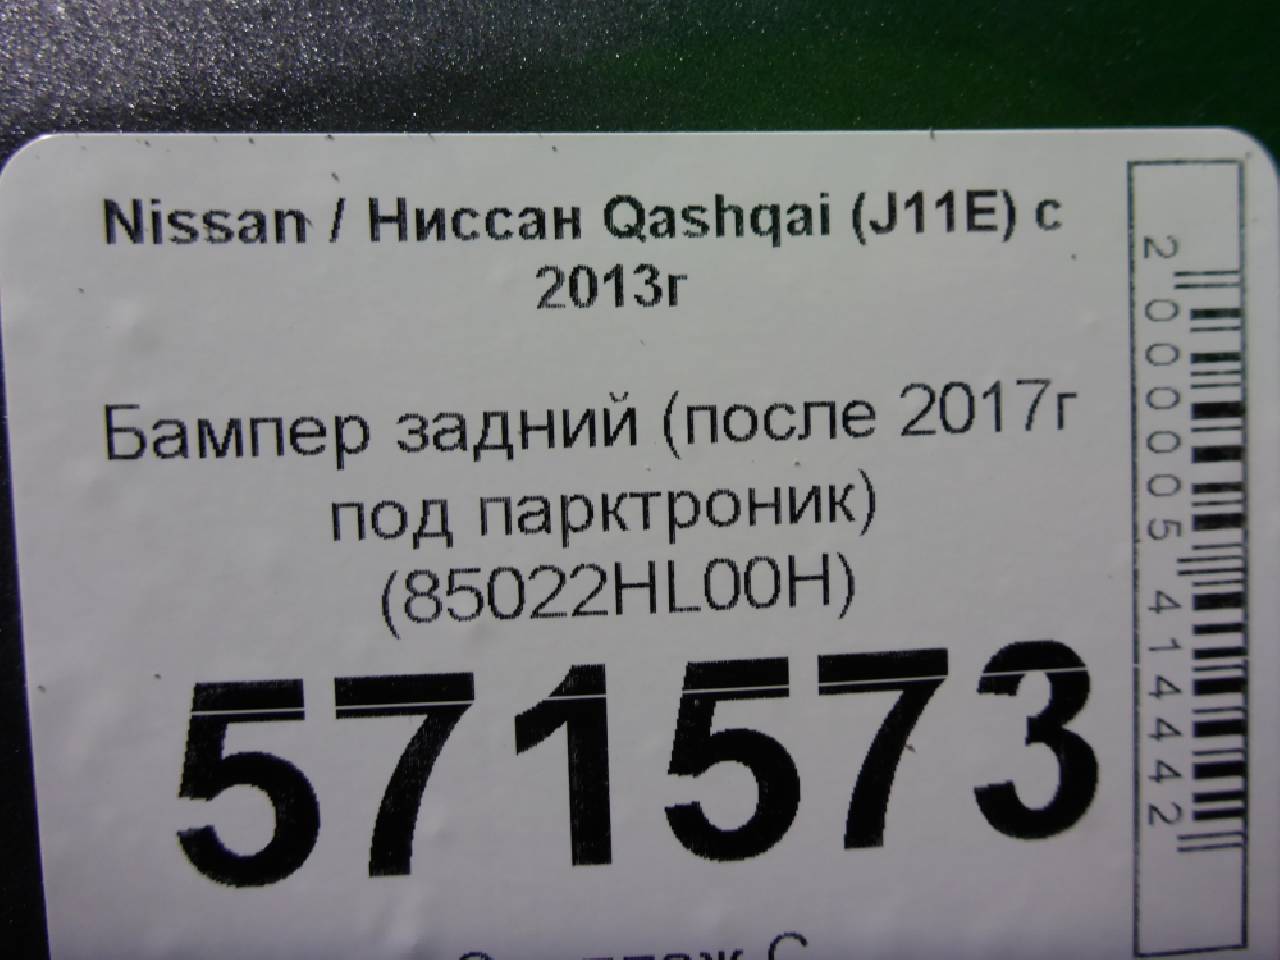 Nissan / Ниссан Qashqai (J11E) с
2013г
Бампер задний (после 2017г
под парктроник)
(85022HL00H)
571573
2000005414442